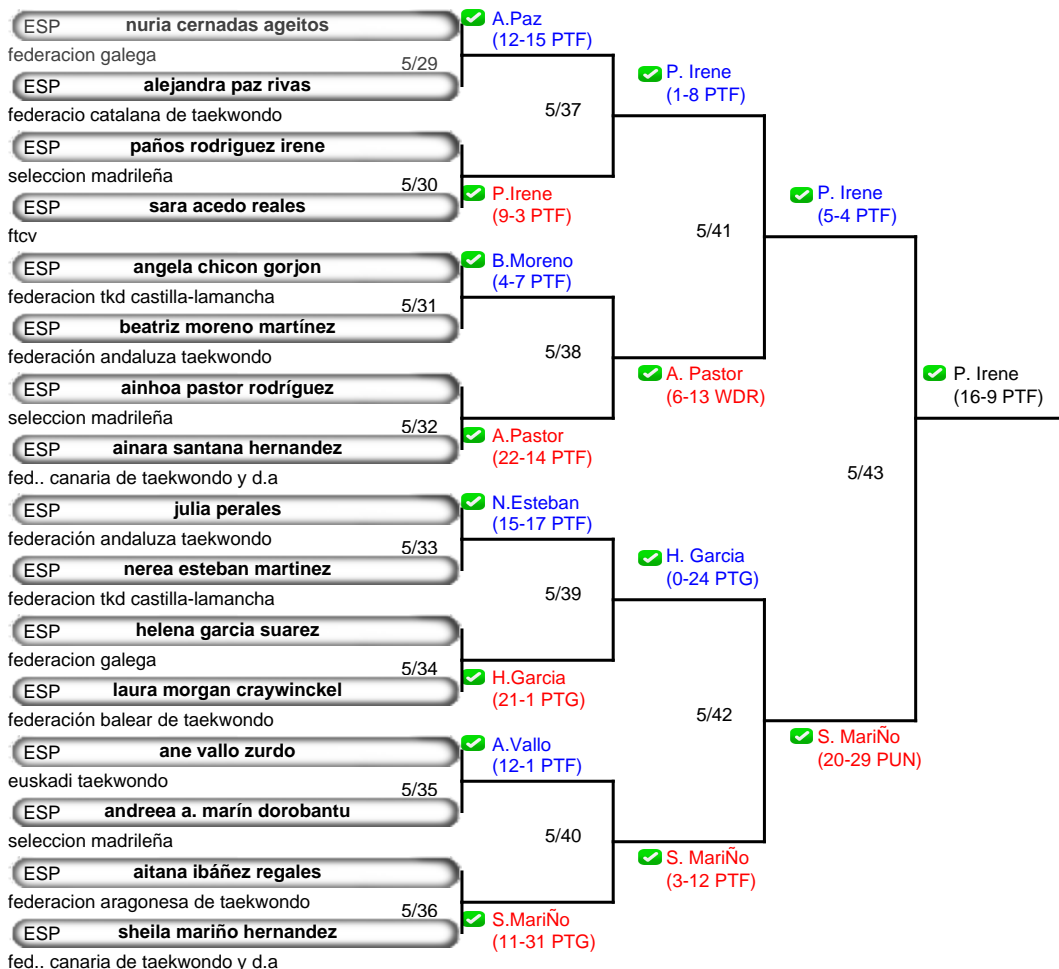 ESP nuria cernadas ageitos
federacion galega
5/29
ESP alejandra paz rivas
federacio catalana de taekwondo
ESP paños rodriguez irene
seleccion madrileña
5/30
ESP sara acedo reales
ftcv
ESP angela chicon gorjon
federacion tkd castilla-lamancha
5/31
ESP beatriz moreno martínez
federación andaluza taekwondo
ESP ainhoa pastor rodríguez
seleccion madrileña
5/32
ESP ainara santana hernandez
fed.. canaria de taekwondo y d.a
ESP julia perales
federación andaluza taekwondo
5/33
ESP nerea esteban martinez
federacion tkd castilla-lamancha
ESP helena garcia suarez
federacion galega
5/34
ESP laura morgan craywinckel
federación balear de taekwondo
ESP ane vallo zurdo
euskadi taekwondo
5/35
ESP andreea a. marín dorobantu
seleccion madrileña
ESP aitana ibáñez regales
federacion aragonesa de taekwondo
5/36
ESP sheila mariño hernandez
fed.. canaria de taekwondo y d.a
A.Paz
(12-15 PTF)
5/37
P.Irene
(9-3 PTF)
B.Moreno
(4-7 PTF)
5/38
A.Pastor
(22-14 PTF)
N.Esteban
(15-17 PTF)
5/39
H.Garcia
(21-1 PTG)
A.Vallo
(12-1 PTF)
5/40
S.MariÑo
(11-31 PTG)
P. Irene
(1-8 PTF)
5/41
A. Pastor
(6-13 WDR)
H. Garcia
(0-24 PTG)
5/42
S. MariÑo
(3-12 PTF)
P. Irene
(5-4 PTF)
5/43
S. MariÑo
(20-29 PUN)
P. Irene
(16-9 PTF)